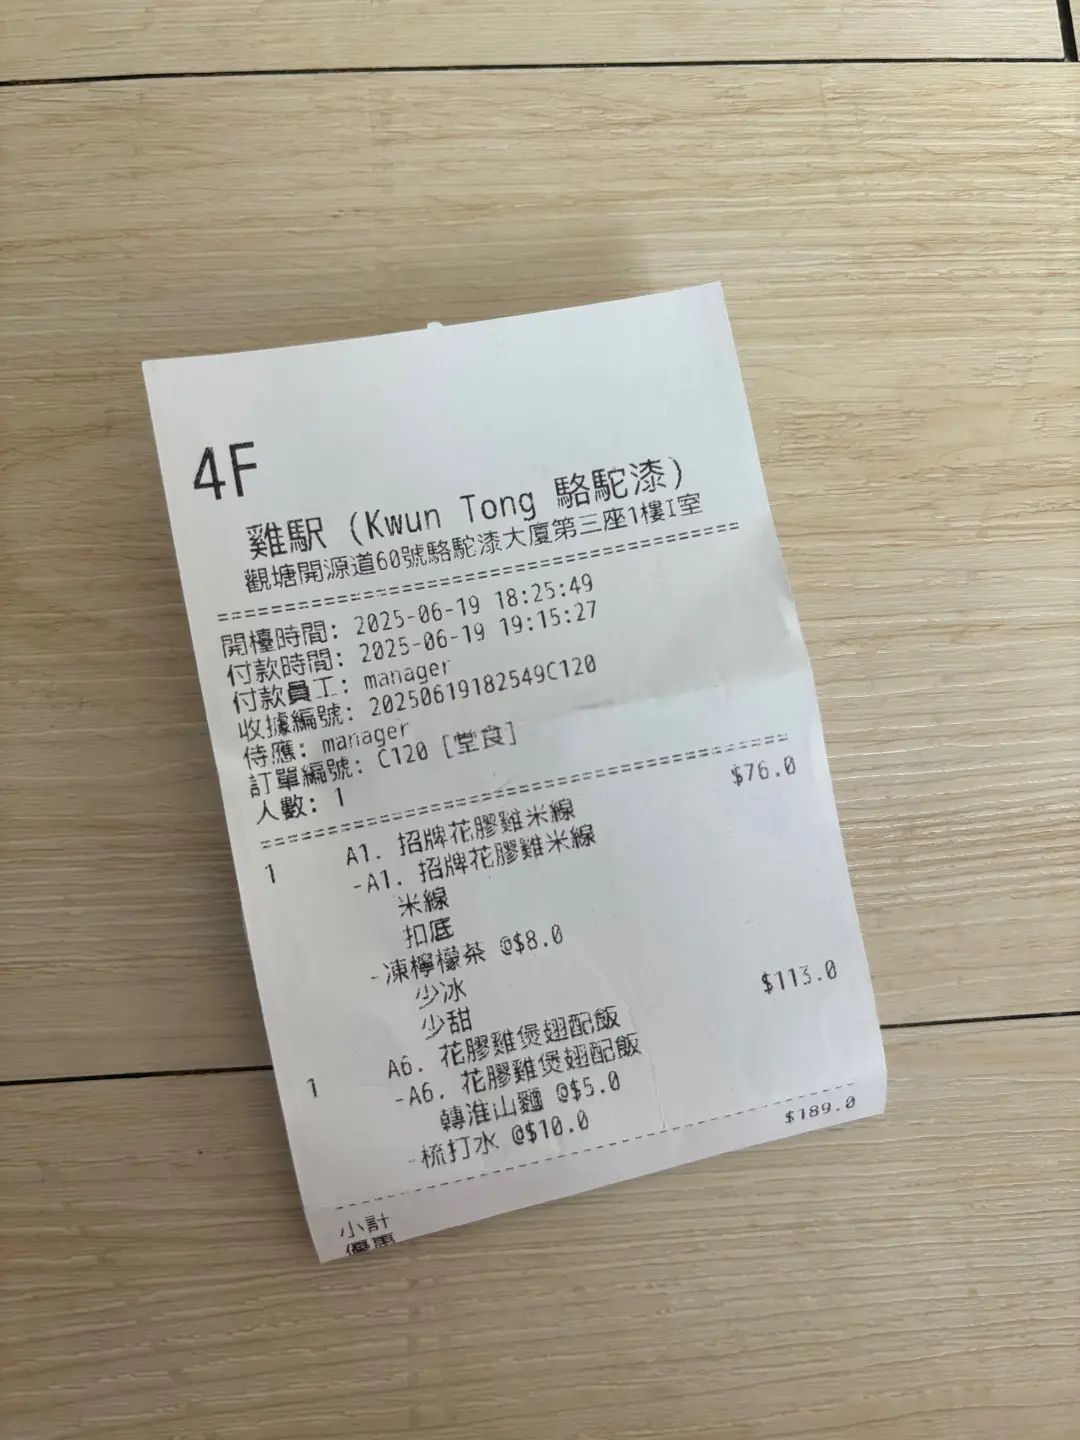 4F
雞駅 (Kwun Tong 駱駝漆)
觀塘開源道60號駱駝漆大廈第三座1樓I室
開檯時間: 2025-06-19 18:25:49
付款時間: 2025-06-19 19:15:27
付款員工: manager
收據編號: 20250619182549C120
侍應: manager
訂單編號: C120 [堂食]
人數: 1
1 A1. 招牌花膠雞米線 $76.0
-A1. 招牌花膠雞米線
米線
扣底
-凍檸檬茶 @$8.0
少冰
少甜
1 A6. 花膠雞煲翅配飯 $113.0
-A6. 花膠雞煲翅配飯
轉淮山麵 @$5.0
-梳打水 @$10.0
小計 $189.0
優惠